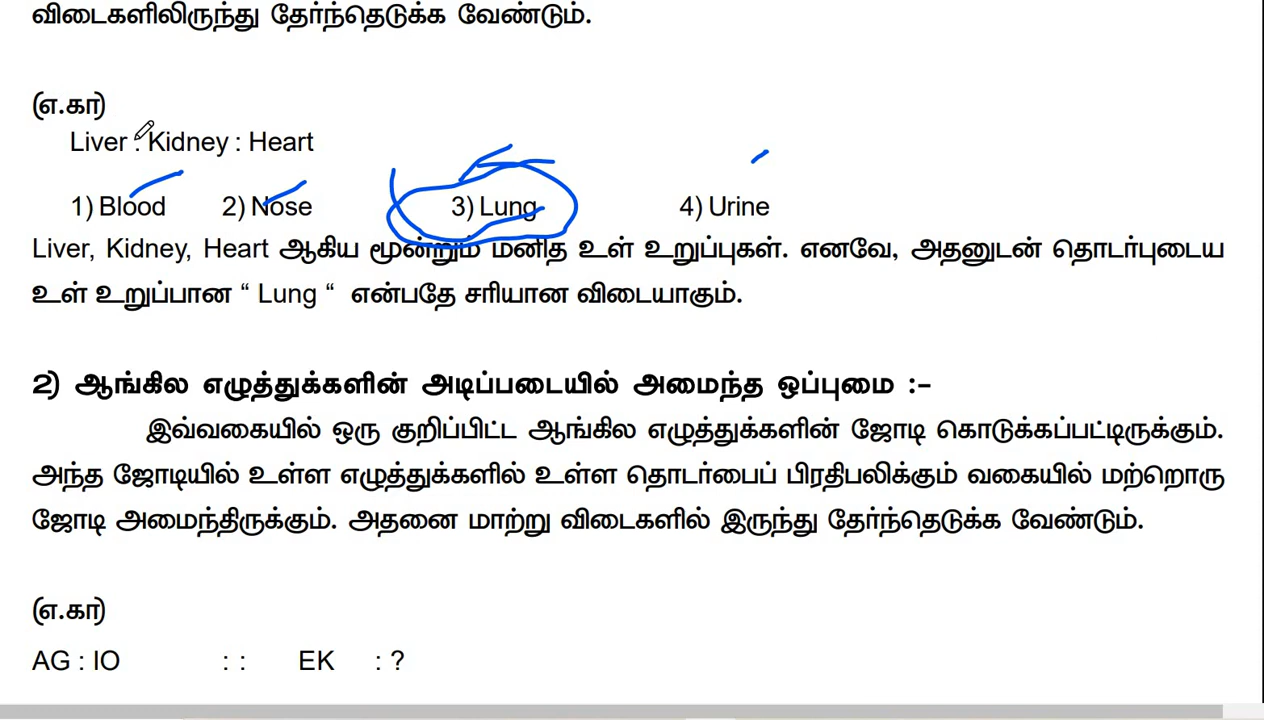 விடைகளிலிருந்து தேர்ந்தெடுக்க வேண்டும்.
(எ.கா)
Liver : Kidney : Heart
1) Blood 2) Nose 3) Lung 4) Urine
Liver, Kidney, Heart ஆகிய மூன்றும் மனித உள் உறுப்புகள். எனவே, அதனுடன் தொடர்புடைய
உள் உறுப்பான “ Lung “ என்பதே சரியான விடையாகும்.
2) ஆங்கில எழுத்துக்களின் அடிப்படையில் அமைந்த ஒப்புமை :-
இவ்வகையில் ஒரு குறிப்பிட்ட ஆங்கில எழுத்துக்களின் ஜோடி கொடுக்கப்பட்டிருக்கும்.
அந்த ஜோடியில் உள்ள எழுத்துக்களில் உள்ள தொடர்பைப் பிரதிபலிக்கும் வகையில் மற்றொரு
ஜோடி அமைந்திருக்கும். அதனை மாற்று விடைகளில் இருந்து தேர்ந்தெடுக்க வேண்டும்.
(எ.கா)
AG : IO : : EK : ?